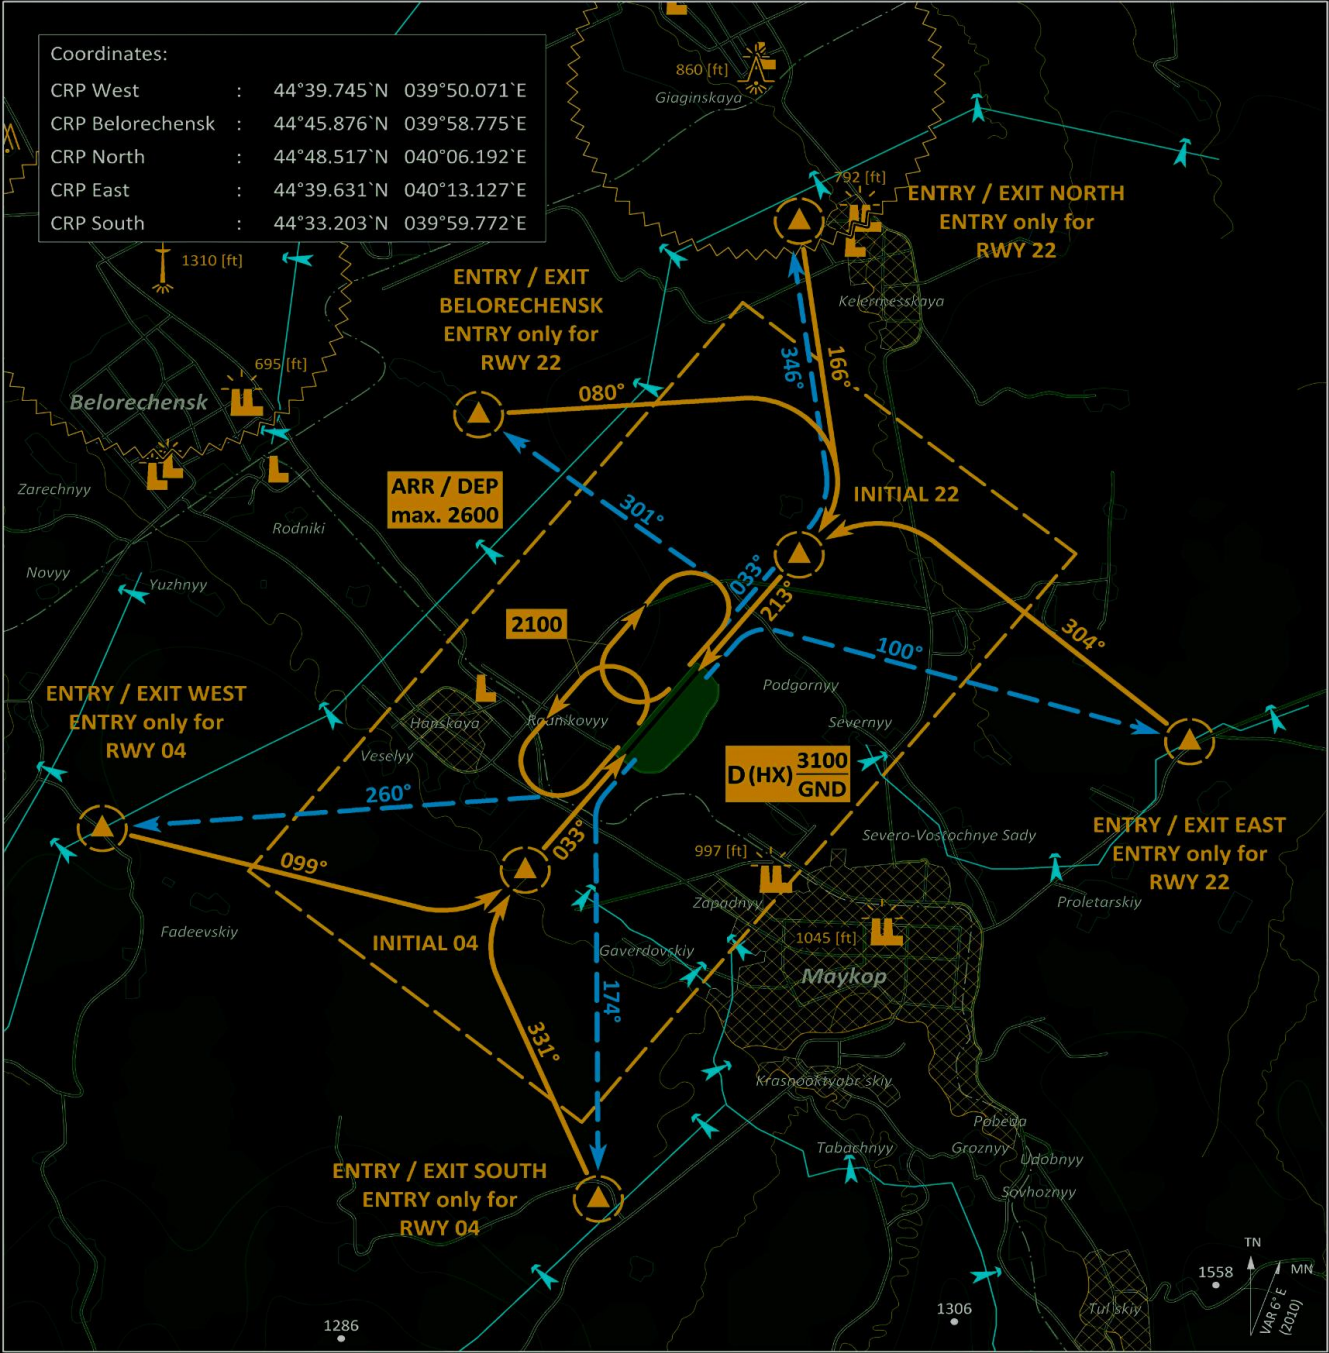 Coordinates:
CRP West : 44°39.745`N 039°50.071`E
CRP Belorechensk : 44°45.876`N 039°58.775`E
CRP North : 44°48.517`N 040°06.192`E
CRP East : 44°39.631`N 040°13.127`E
CRP South : 44°33.203`N 039°59.772`E
860 [ft]
Giaginskaya
792 [ft]
ENTRY / EXIT NORTH
ENTRY only for
RWY 22
1310 [ft]
ENTRY / EXIT
BELORECHENSK
ENTRY only for
RWY 22
Kelermesskaya
695 [ft]
Belorechensk
346°
166°
080°
Zarechnyy
Rodniki
ARR / DEP
max. 2600
301°
INITIAL 22
Novyy
Yuzhnyy
033°
213°
2100
304°
100°
ENTRY / EXIT WEST
ENTRY only for
RWY 04
Podgornyy
Hanskaya
Rodnikovyy
Severnyy
Veselyy
D (HX) 3100
GND
260°
ENTRY / EXIT EAST
ENTRY only for
RWY 22
099°
033°
997 [ft]
Severo-Vostochnye Sady
Zapadnyy
Proletarskiy
Fadeevskiy
INITIAL 04
Gaverdovskiy
1045 [ft]
Maykop
174°
331°
Krasnooktyabr`skiy
Pobeda
Tabachnyy
Groznyy
Udobnyy
Sovhoznyy
ENTRY / EXIT SOUTH
ENTRY only for
RWY 04
TN
MN
VAR 6° E
(2010)
1558
1306
Tul`skiy
1286